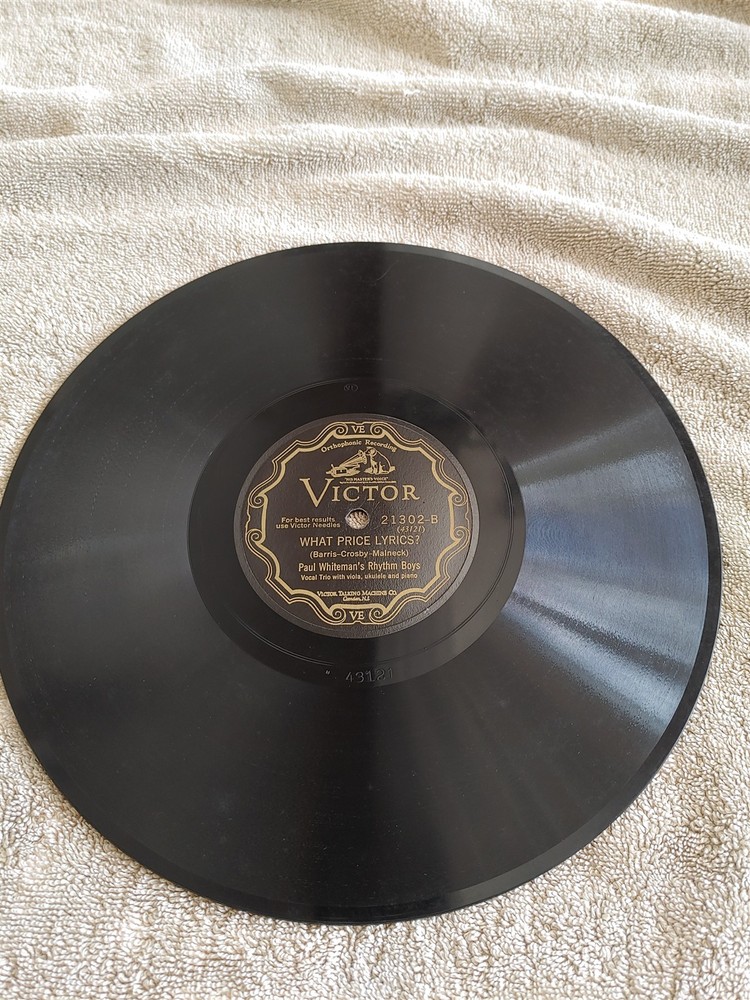 VE
VE
Orthophonic Recording
"HIS MASTER'S VOICE"
VICTOR
For best results
use Victor Needles
21302-B
(43121)
WHAT PRICE LYRICS?
(Barris-Crosby-Malneck)
Paul Whiteman's Rhythm Boys
Vocal Trio with viola, ukulele and piano
VICTOR TALKING MACHINE CO.
Camden, N.J.
VE
43121